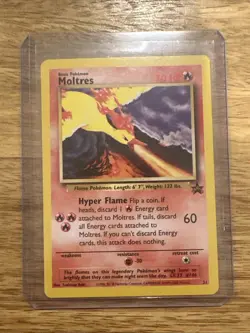 Basic Pokémon
Moltres
Flame Pokémon. Length: 6' 7", Weight: 132 lbs.
Hyper Flame Flip a coin. If
heads, discard 1 Energy card
attached to Moltres. If tails, discard
all Energy cards attached to
Moltres. If you can't discard Energy
cards, this attack does nothing.
60
weakness
resistance
retreat cost
The flames on this legendary Pokémon's wings glow so
brightly that they can make night seem like day.